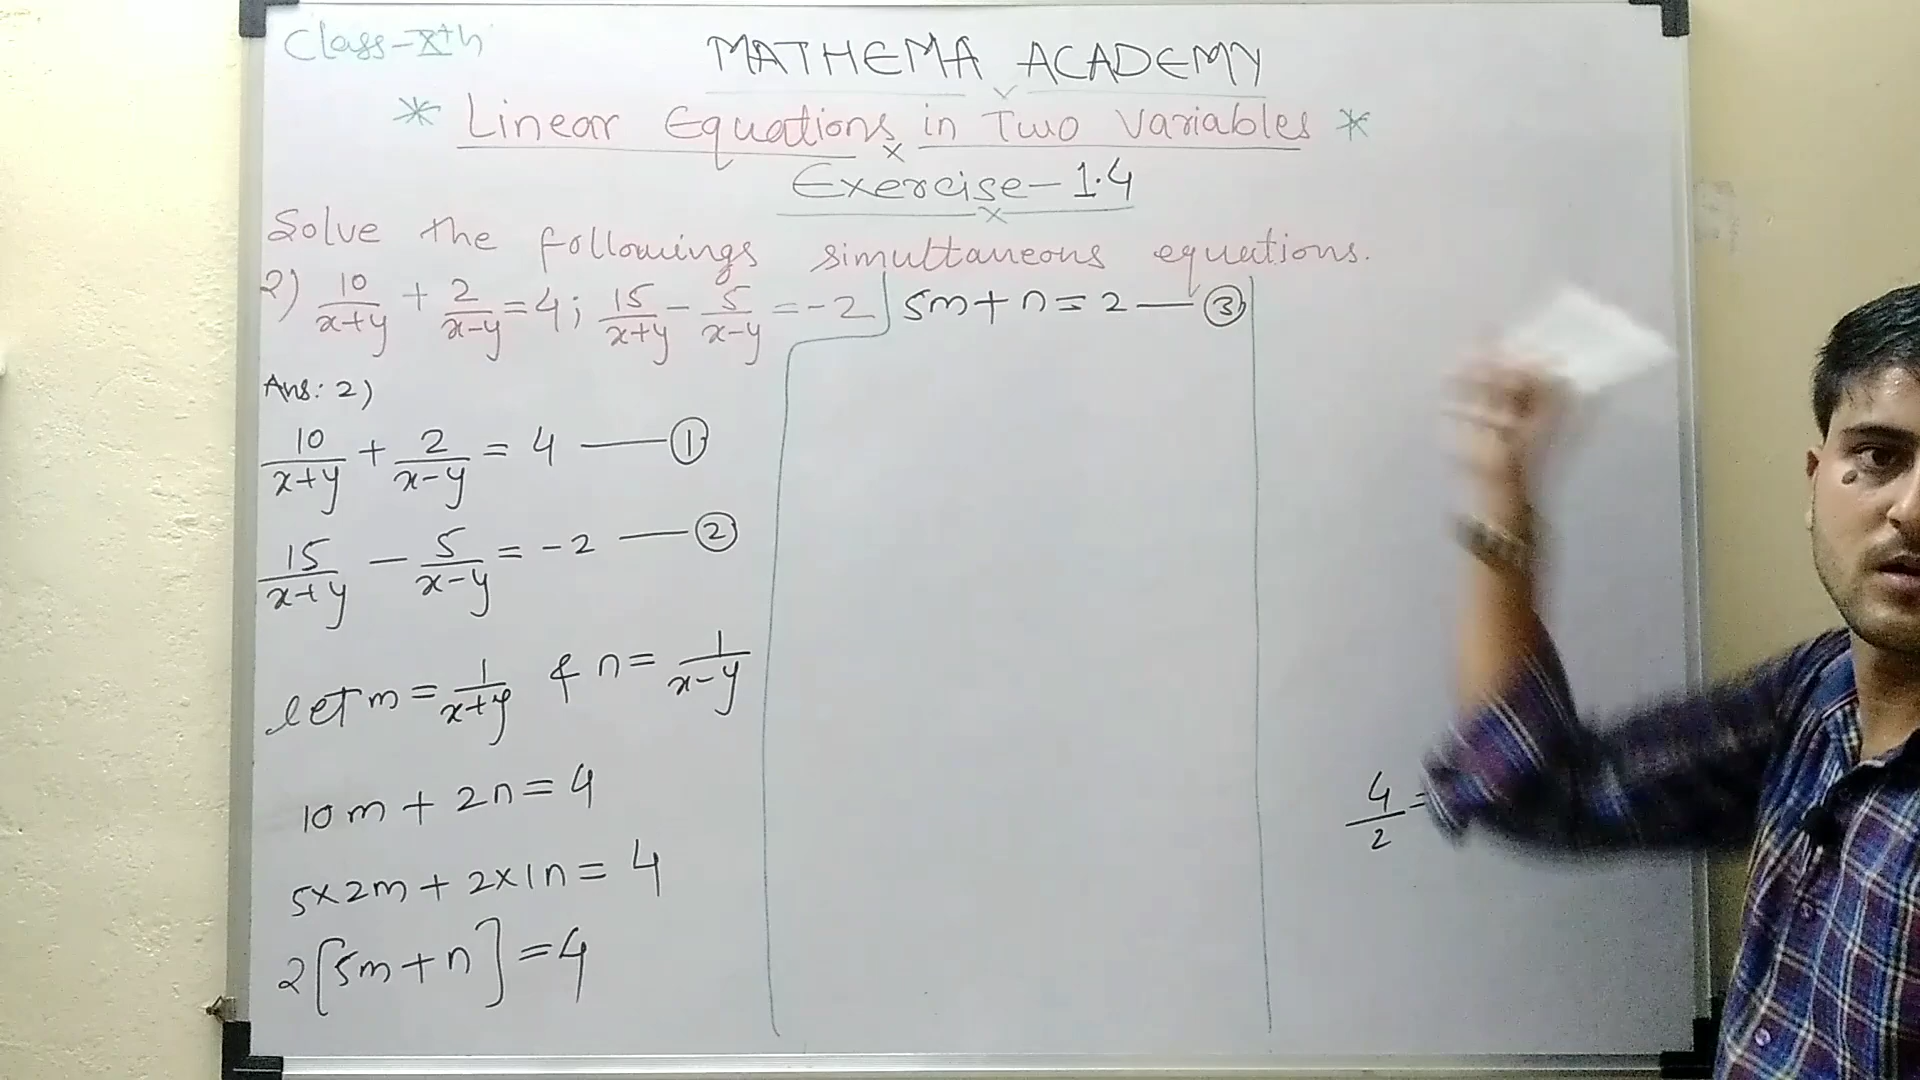 Class-Xth
MATHEMA ACADEMY
* Linear Equations in Two Variables *
Exercise-1.4
Solve the followings simultaneous equations.
2) 10/(x+y) + 2/(x-y) = 4; 15/(x+y) - 5/(x-y) = -2
Ans: 2)
10/(x+y) + 2/(x-y) = 4 — ①
15/(x+y) - 5/(x-y) = -2 — ②
let m = 1/(x+y) & n = 1/(x-y)
10m + 2n = 4
5×2m + 2×1n = 4
2[5m+n] = 4
5m + n = 2 — ③
4/2 =